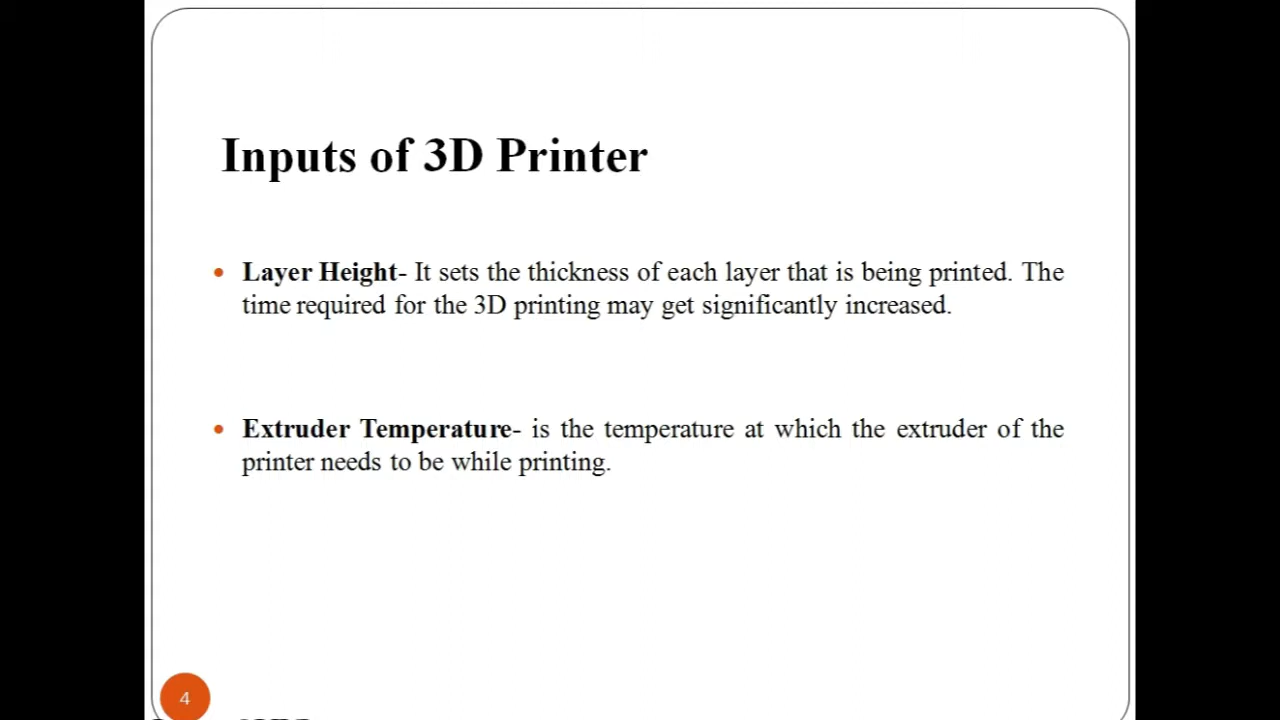 Inputs of 3D Printer
• Layer Height- It sets the thickness of each layer that is being printed. The
time required for the 3D printing may get significantly increased.
• Extruder Temperature- is the temperature at which the extruder of the
printer needs to be while printing.
4